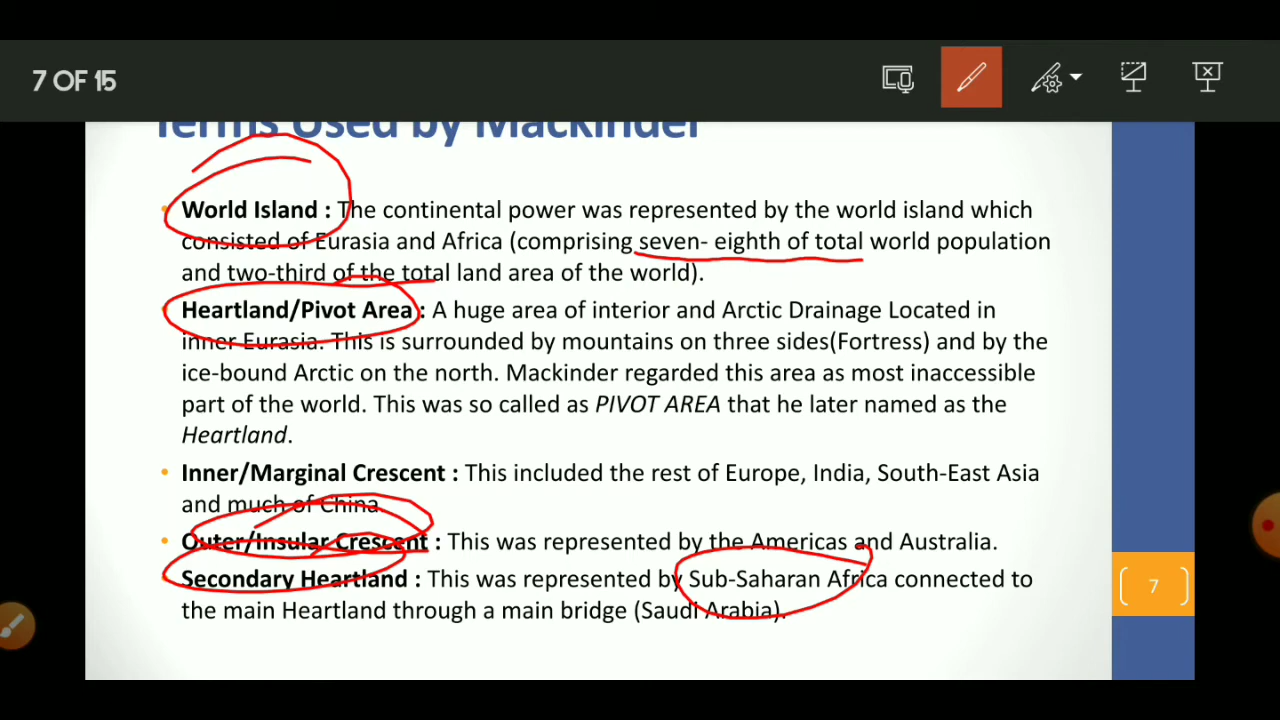 7 OF 15
Terms Used by Mackinder
• World Island : The continental power was represented by the world island which
consisted of Eurasia and Africa (comprising seven- eighth of total world population
and two-third of the total land area of the world).
• Heartland/Pivot Area : A huge area of interior and Arctic Drainage Located in
inner Eurasia. This is surrounded by mountains on three sides(Fortress) and by the
ice-bound Arctic on the north. Mackinder regarded this area as most inaccessible
part of the world. This was so called as PIVOT AREA that he later named as the
Heartland.
• Inner/Marginal Crescent : This included the rest of Europe, India, South-East Asia
and much of China.
• Outer/Insular Crescent : This was represented by the Americas and Australia.
• Secondary Heartland : This was represented by Sub-Saharan Africa connected to
the main Heartland through a main bridge (Saudi Arabia).
7